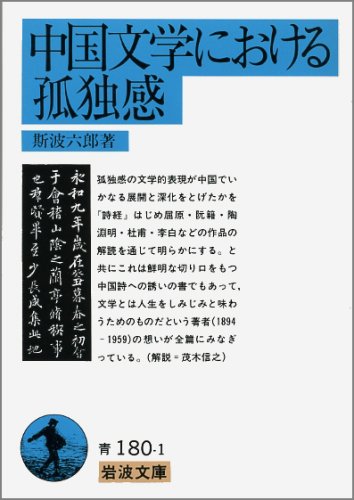 中国文学における
孤独感
斯波六郎著
永和九年歳在癸丑暮春之初會
于會稽山陰之蘭亭脩稧事
也羣賢畢至少長咸集此地
孤独感の文学的表現が中国でい
かなる展開と深化をとげたかを
「詩経」はじめ屈原・阮籍・陶
淵明・杜甫・李白などの作品の
解読を通じて明らかにする。と
共にこれは鮮明な切り口をもつ
中国詩への誘いの書でもあって,
文学とは人生をしみじみと味わ
うためのものだという著者(1894
‐1959)の想いが全篇にみなぎ
っている。(解説=茂木信之)
青 180-1
岩波文庫